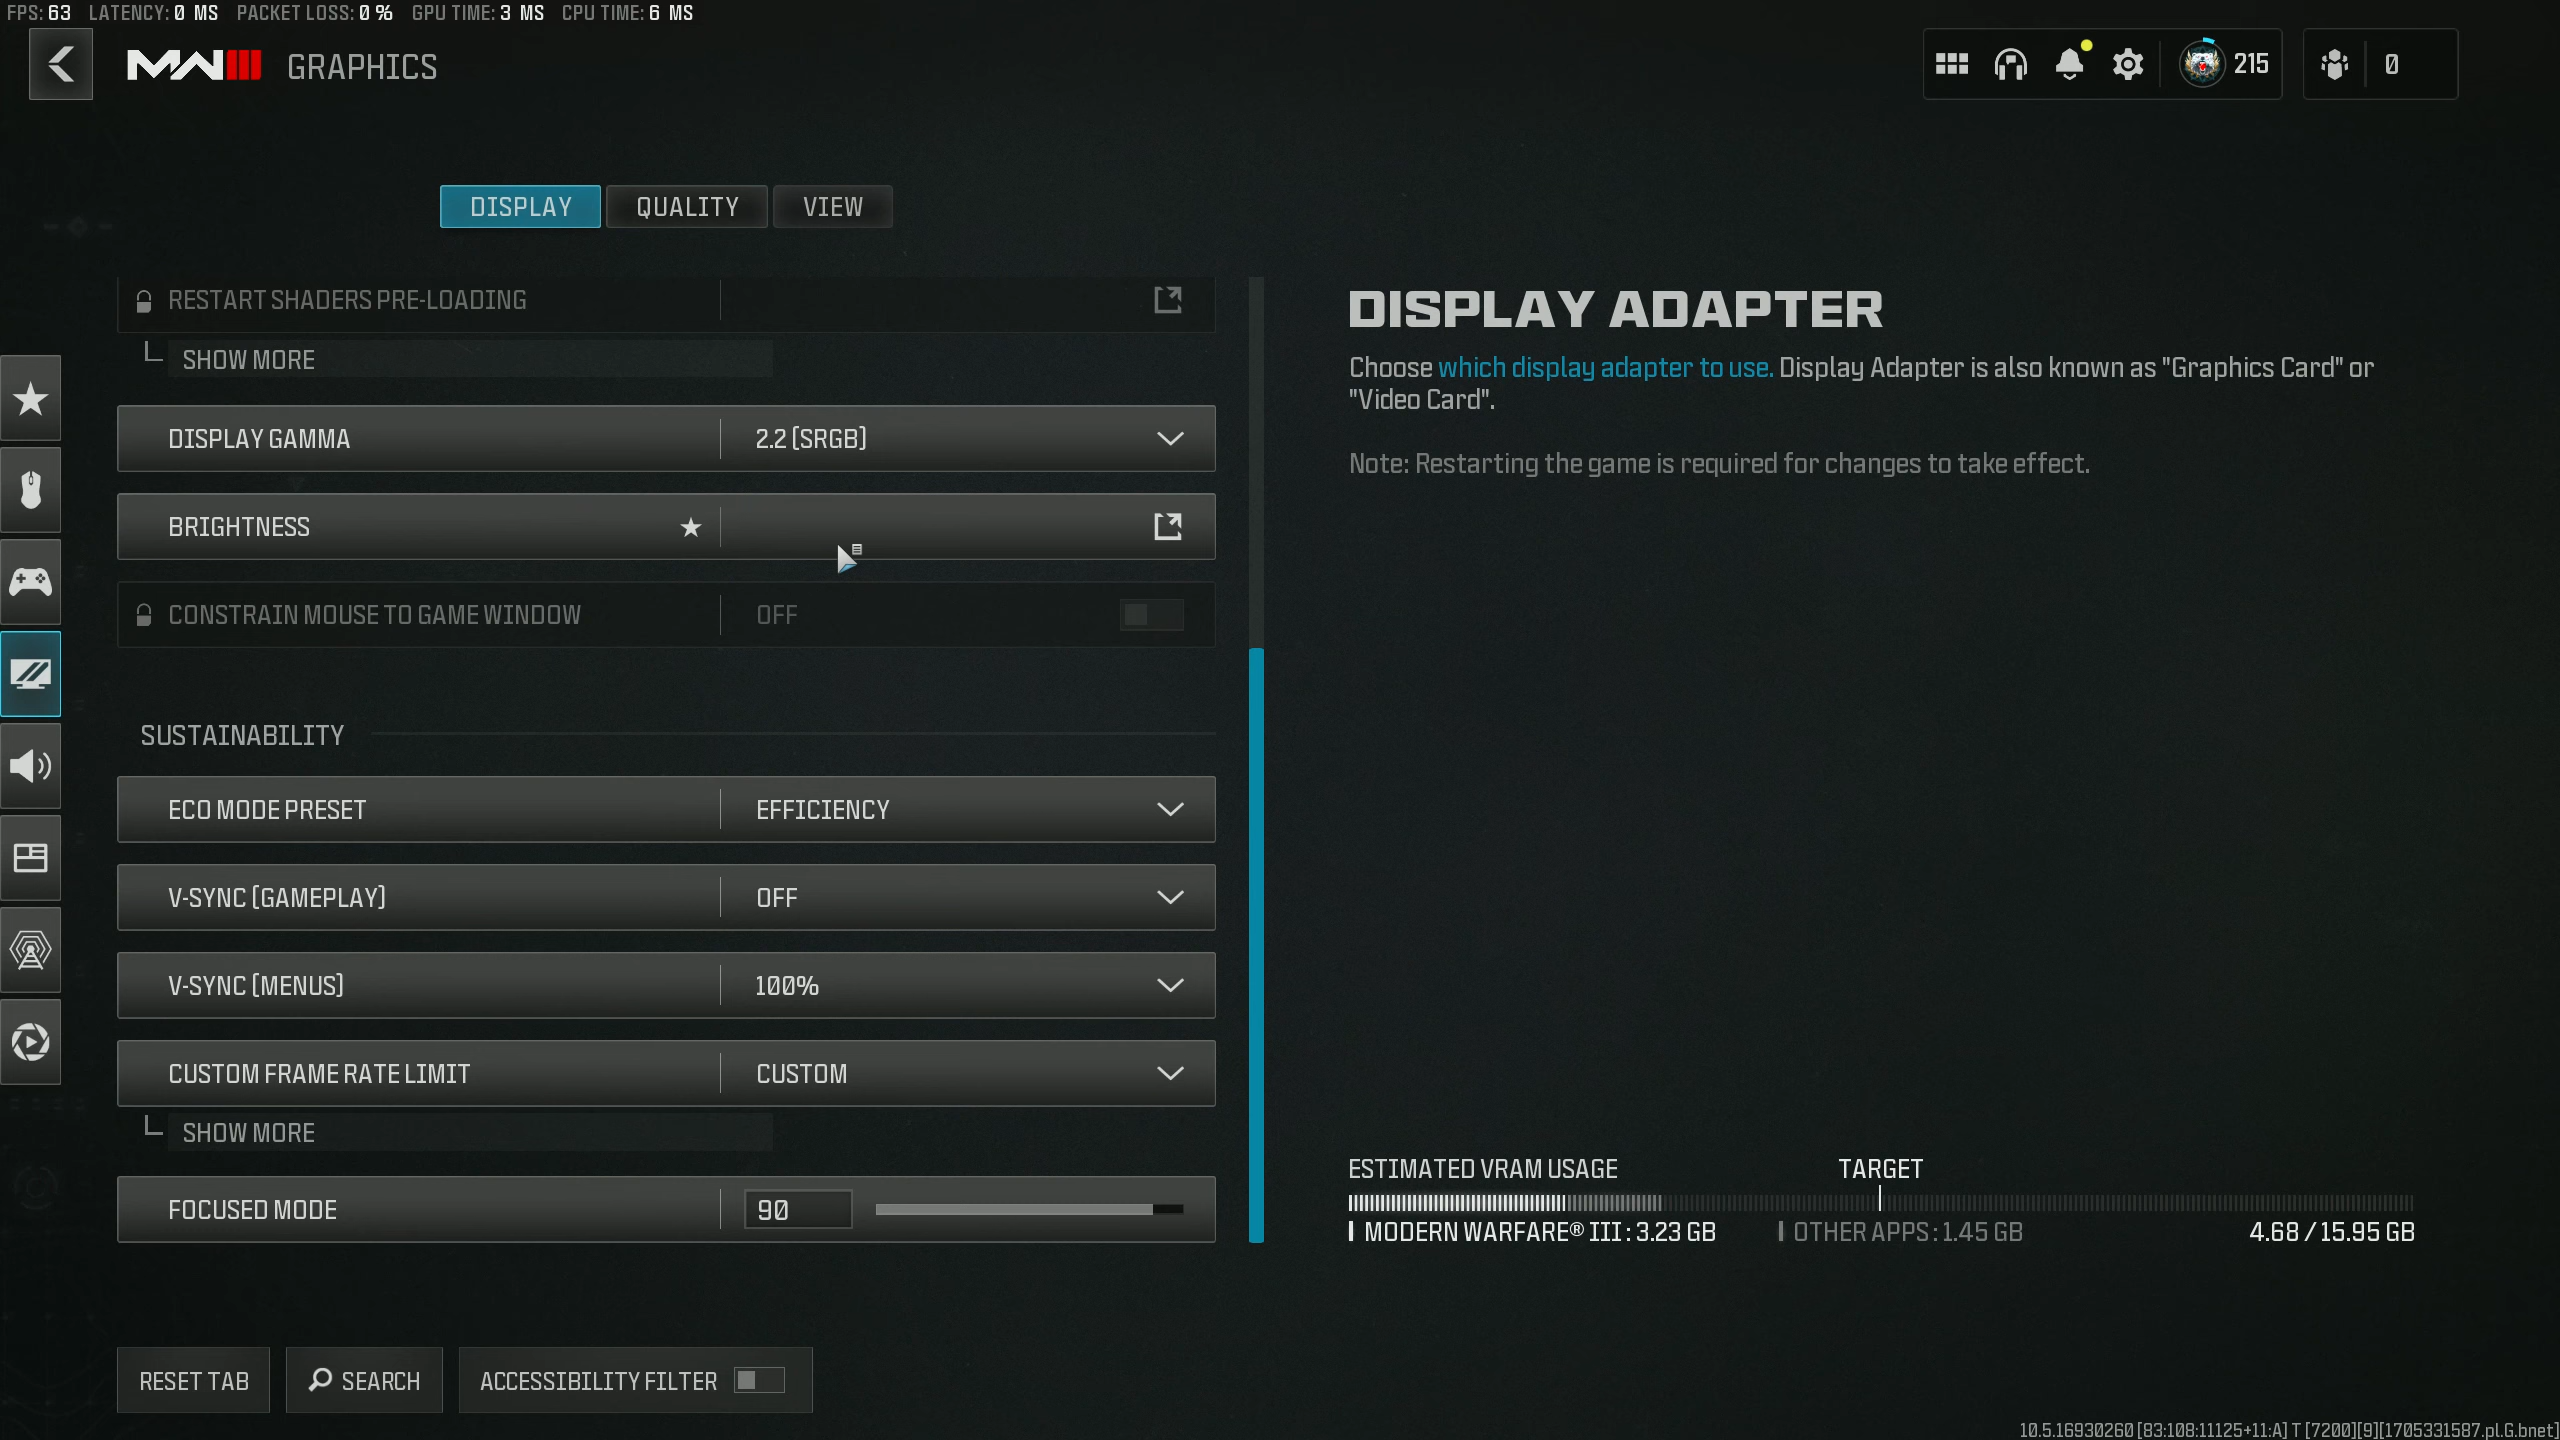 FPS: 63 LATENCY: 0 MS PACKET LOSS: 0 % GPU TIME: 3 MS CPU TIME: 6 MS
MWIII GRAPHICS
215
0
DISPLAY QUALITY VIEW
RESTART SHADERS PRE-LOADING
SHOW MORE
DISPLAY GAMMA 2.2 (SRGB)
BRIGHTNESS
CONSTRAIN MOUSE TO GAME WINDOW OFF
SUSTAINABILITY
ECO MODE PRESET EFFICIENCY
V-SYNC (GAMEPLAY) OFF
V-SYNC (MENUS) 100%
CUSTOM FRAME RATE LIMIT CUSTOM
SHOW MORE
FOCUSED MODE 90
DISPLAY ADAPTER
Choose which display adapter to use. Display Adapter is also known as "Graphics Card" or
"Video Card".
Note: Restarting the game is required for changes to take effect.
ESTIMATED VRAM USAGE TARGET
MODERN WARFARE® III : 3.23 GB OTHER APPS : 1.45 GB 4.68 / 15.95 GB
RESET TAB SEARCH ACCESSIBILITY FILTER
10.5.16930260 [83:108:11125+11:A] T [7200][9][1705331587.pl.G.bnet]